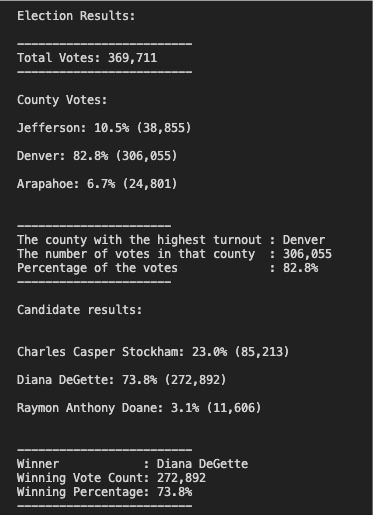 Election Results:
-------------------------
Total Votes: 369,711
-------------------------
County Votes:
Jefferson: 10.5% (38,855)
Denver: 82.8% (306,055)
Arapahoe: 6.7% (24,801)
----------------------
The county with the highest turnout : Denver
The number of votes in that county  : 306,055
Percentage of the votes             : 82.8%
----------------------
Candidate results:
Charles Casper Stockham: 23.0% (85,213)
Diana DeGette: 73.8% (272,892)
Raymon Anthony Doane: 3.1% (11,606)
-------------------------
Winner            : Diana DeGette
Winning Vote Count: 272,892
Winning Percentage: 73.8%
-------------------------